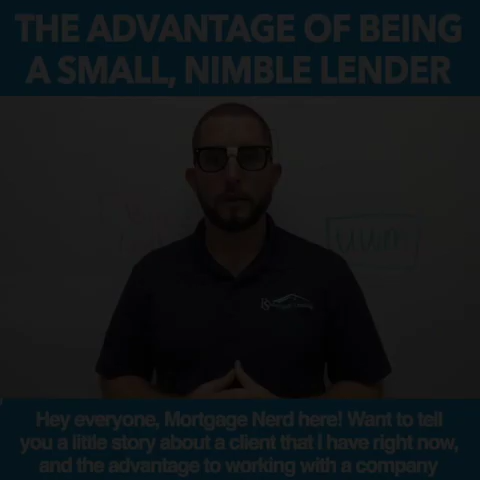 THE ADVANTAGE OF BEING
A SMALL, NIMBLE LENDER
Hey everyone, Mortgage Nerd here! Want to tell
you a little story about a client that I have right now,
and the advantage to working with a company